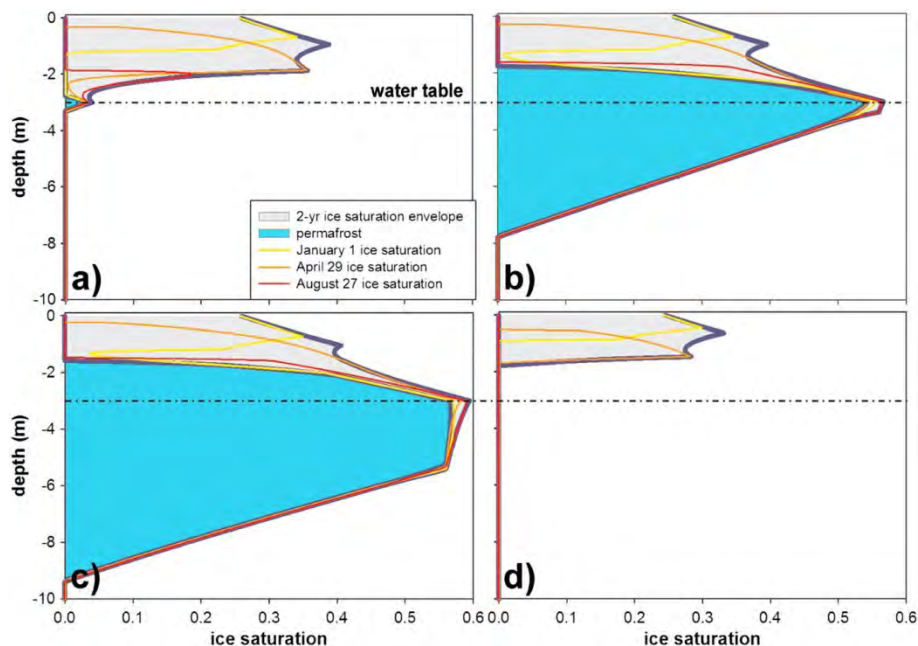 0
-2
-4
-6
-8
-10
depth (m)
a)
water table
2-yr ice saturation envelope
permafrost
January 1 ice saturation
April 29 ice saturation
August 27 ice saturation
b)
0
-2
-4
-6
-8
-10
depth (m)
c)
d)
0.0 0.1 0.2 0.3 0.4 0.5 0.6
0.0 0.1 0.2 0.3 0.4 0.5 0.6
ice saturation
ice saturation